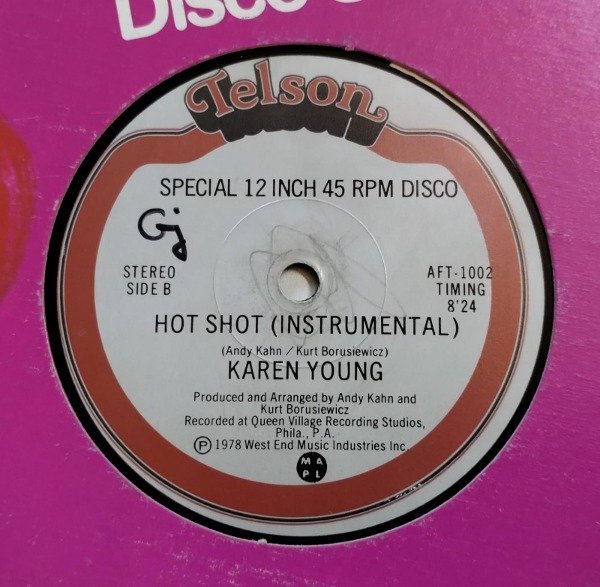 Disco
Telson
SPECIAL 12 INCH 45 RPM DISCO
STEREO
SIDE B
AFT-1002
TIMING
8'24
HOT SHOT (INSTRUMENTAL)
(Andy Kahn / Kurt Borusiewicz)
KAREN YOUNG
Produced and Arranged by Andy Kahn and
Kurt Borusiewicz
Recorded at Queen Village Recording Studios,
Phila., P.A.
Ⓟ 1978 West End Music Industries Inc.
M A
P L